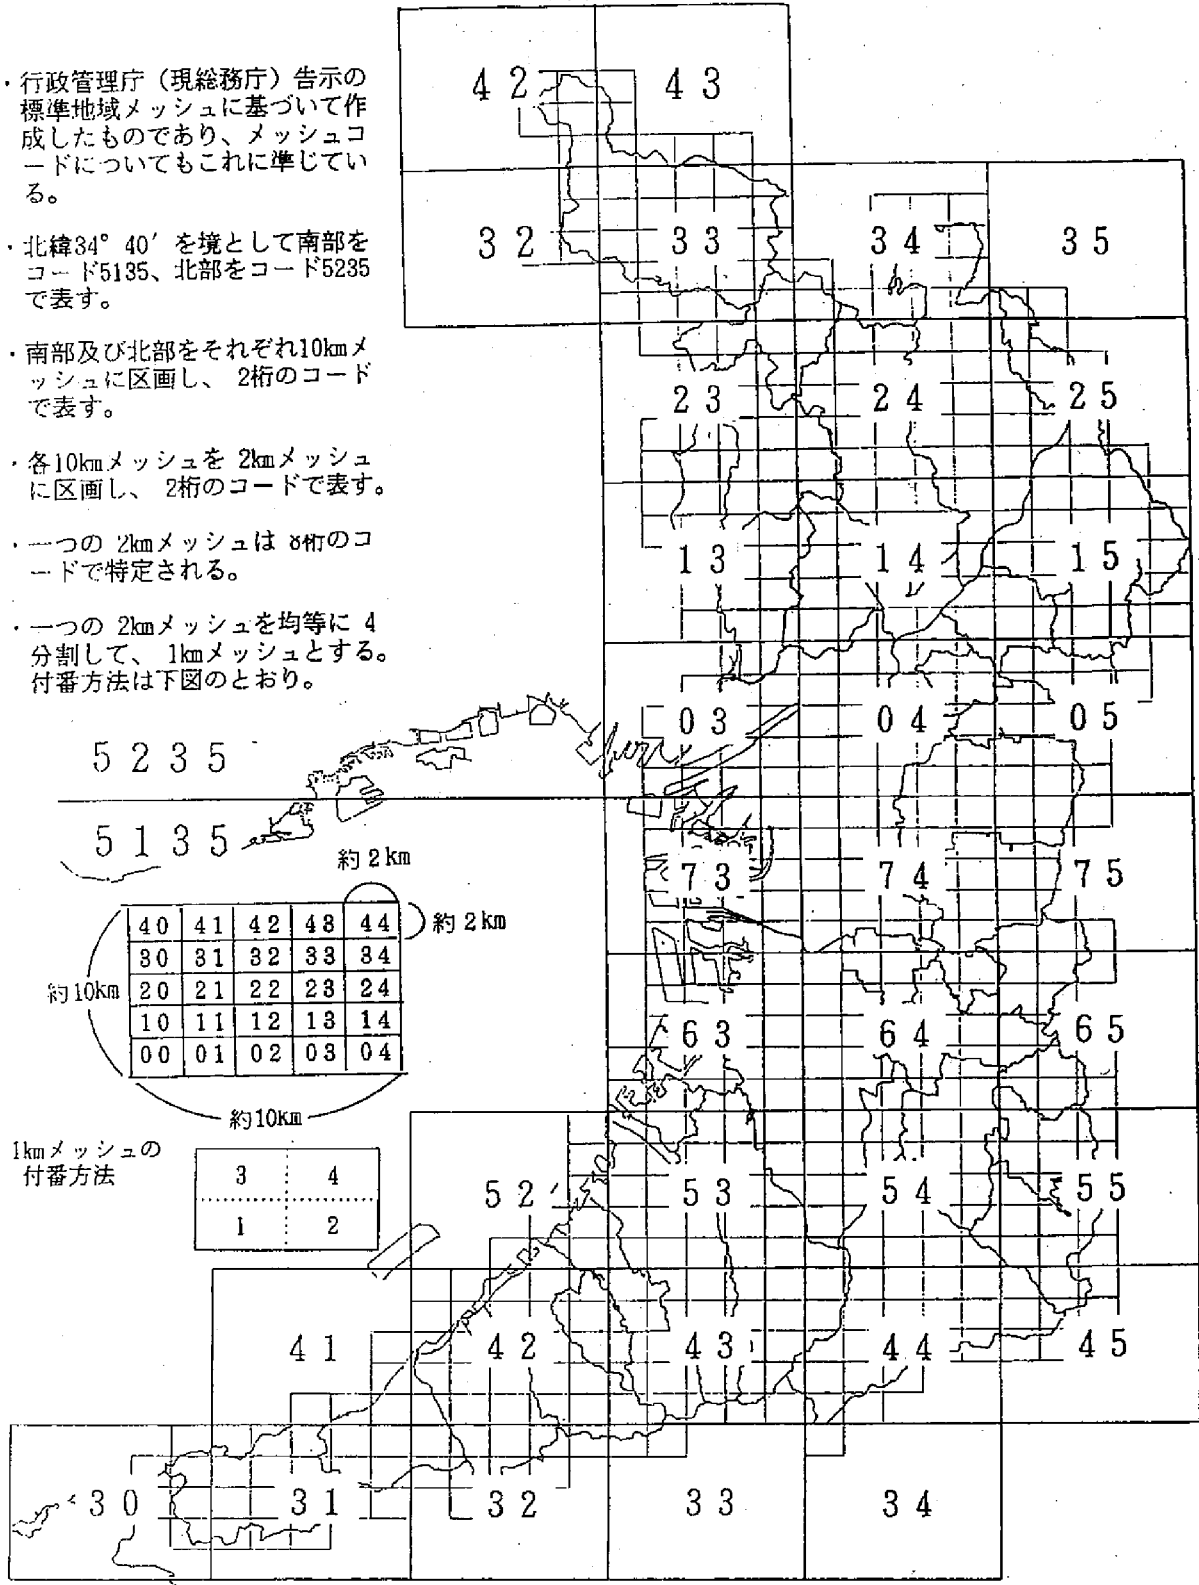 ・行政管理庁（現総務庁）告示の
標準地域メッシュに基づいて作
成したものであり、メッシュコ
ードについてもこれに準じてい
る。
・北緯34°40′を境として南部を
コード5135、北部をコード5235
で表す。
・南部及び北部をそれぞれ10kmメ
ッシュに区画し、2桁のコード
で表す。
・各10kmメッシュを 2kmメッシュ
に区画し、2桁のコードで表す。
・一つの 2kmメッシュは 8桁のコ
ードで特定される。
・一つの 2kmメッシュを均等に 4
分割して、1kmメッシュとする。
付番方法は下図のとおり。
42 43
32 33 34 35
23 24 25
13 14 15
03 04 05
5235
5135
73 74 75
約2km
40 41 42 43 44
約2km
30 31 32 33 34
約10km
20 21 22 23 24
10 11 12 13 14
00 01 02 03 04
約10km
63 64 65
1kmメッシュの
付番方法
3 4
1 2
52 53 54 55
41 42 43 44 45
30 31 32 33 34